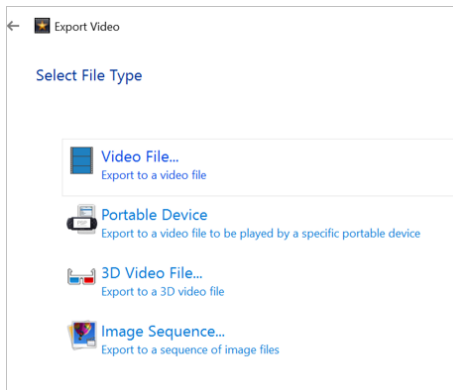 Export Video
Select File Type
Video File...
Export to a video file
Portable Device
Export to a video file to be played by a specific portable device
3D Video File...
Export to a 3D video file
Image Sequence...
Export to a sequence of image files